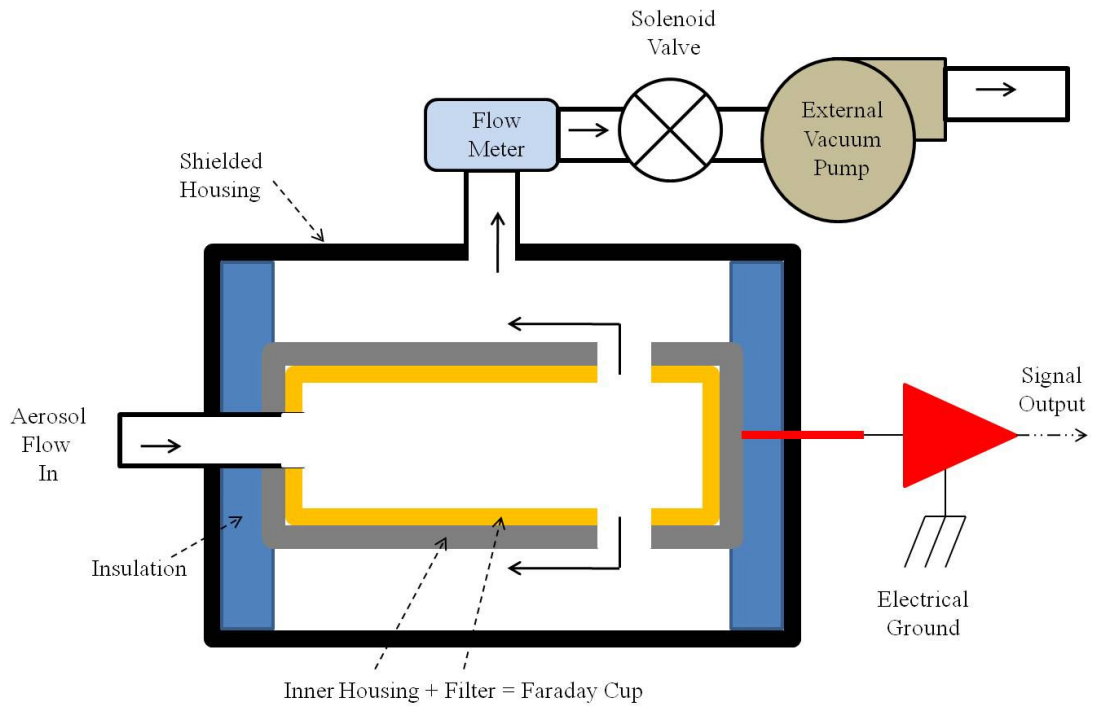 Solenoid
Valve
Flow
Meter
External
Vacuum
Pump
Shielded
Housing
Aerosol
Flow
In
Signal
Output
Insulation
Electrical
Ground
Inner Housing + Filter = Faraday Cup